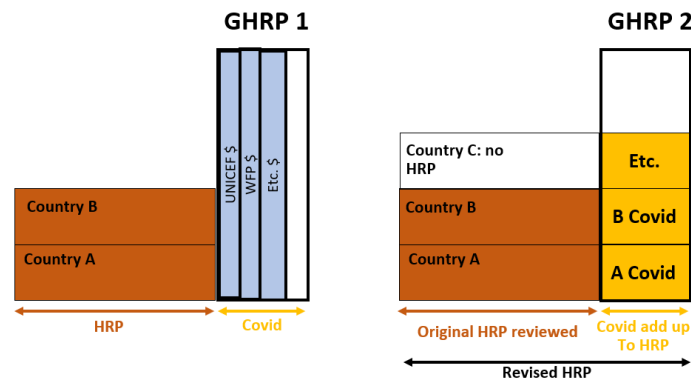 GHRP 1
UNICEF $
WFP $
Etc. $
Country B
Country A
HRP
Covid
GHRP 2
Country C: no
HRP
Etc.
Country B
B Covid
Country A
A Covid
Original HRP reviewed
Covid add up
To HRP
Revised HRP